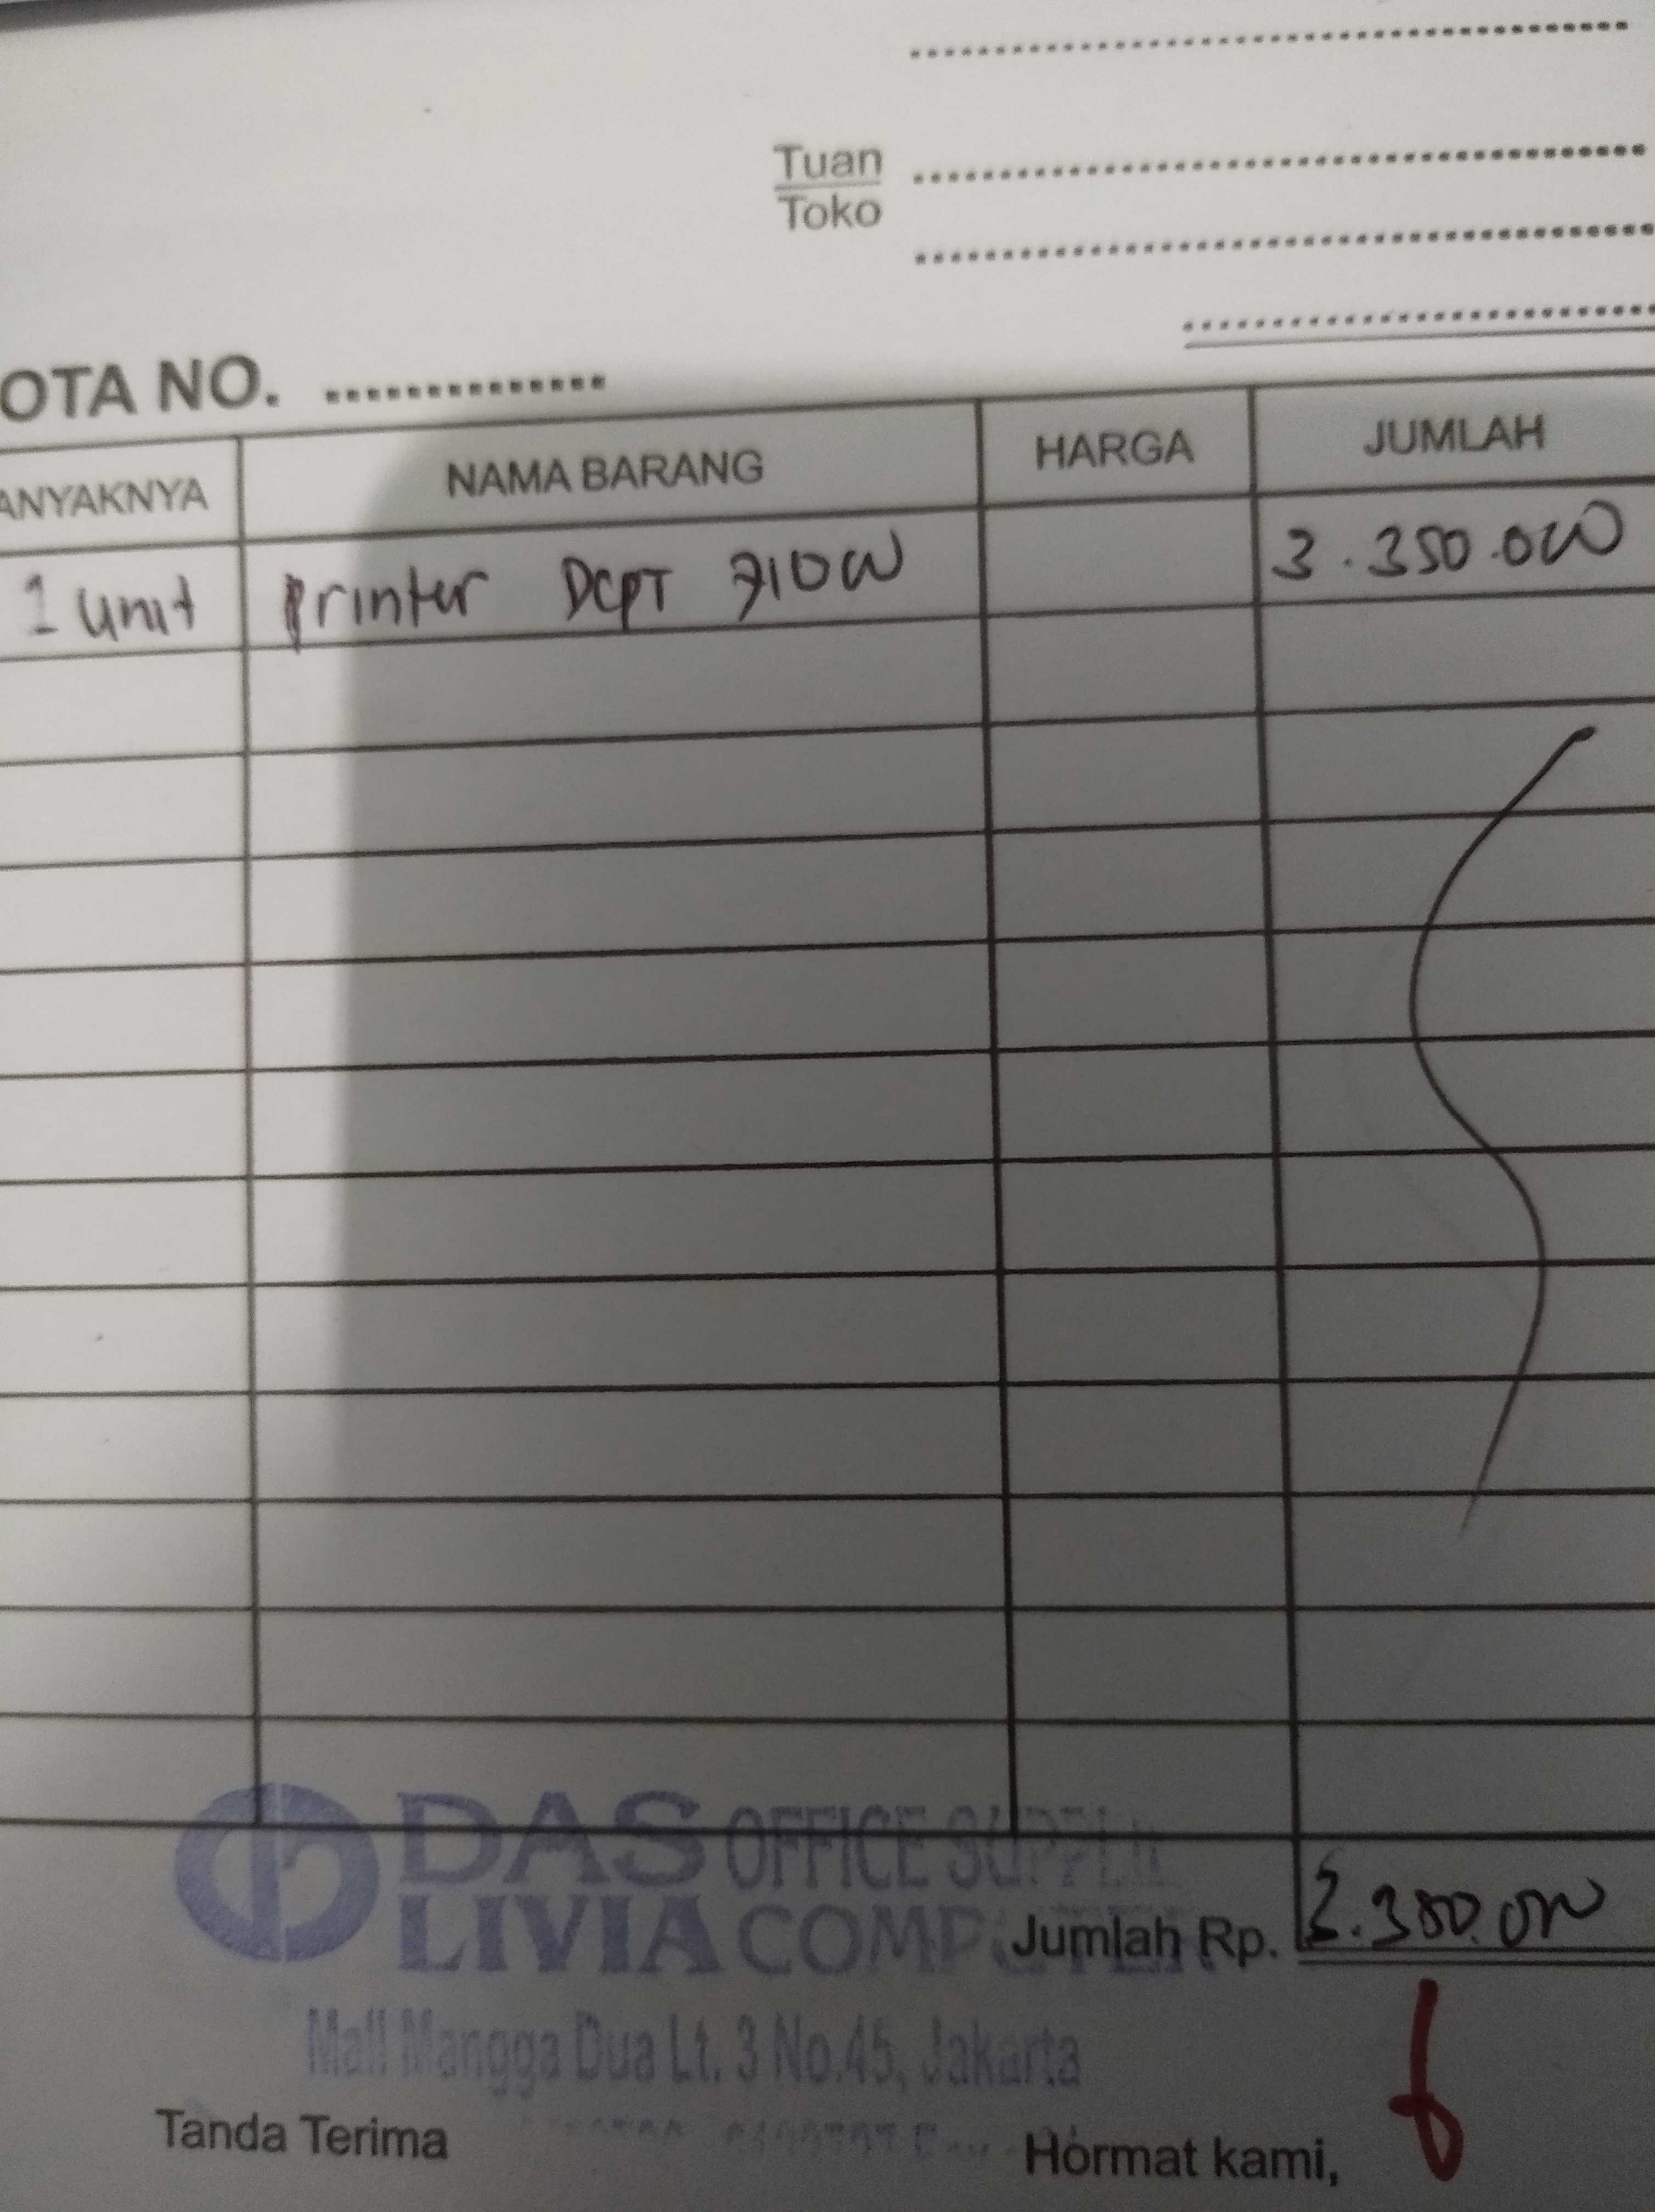 Tuan
Toko
OTA NO. ..............
ANYAKNYA NAMA BARANG HARGA JUMLAH
1 unit Printer DCPT 710W 3.350.000
DAS OFFICE SUPPLIE
LIVIA COMPUTER
Jumlah Rp. 3.350.000
Mall Mangga Dua Lt. 3 No.45, Jakarta
Tanda Terima Hormat kami,